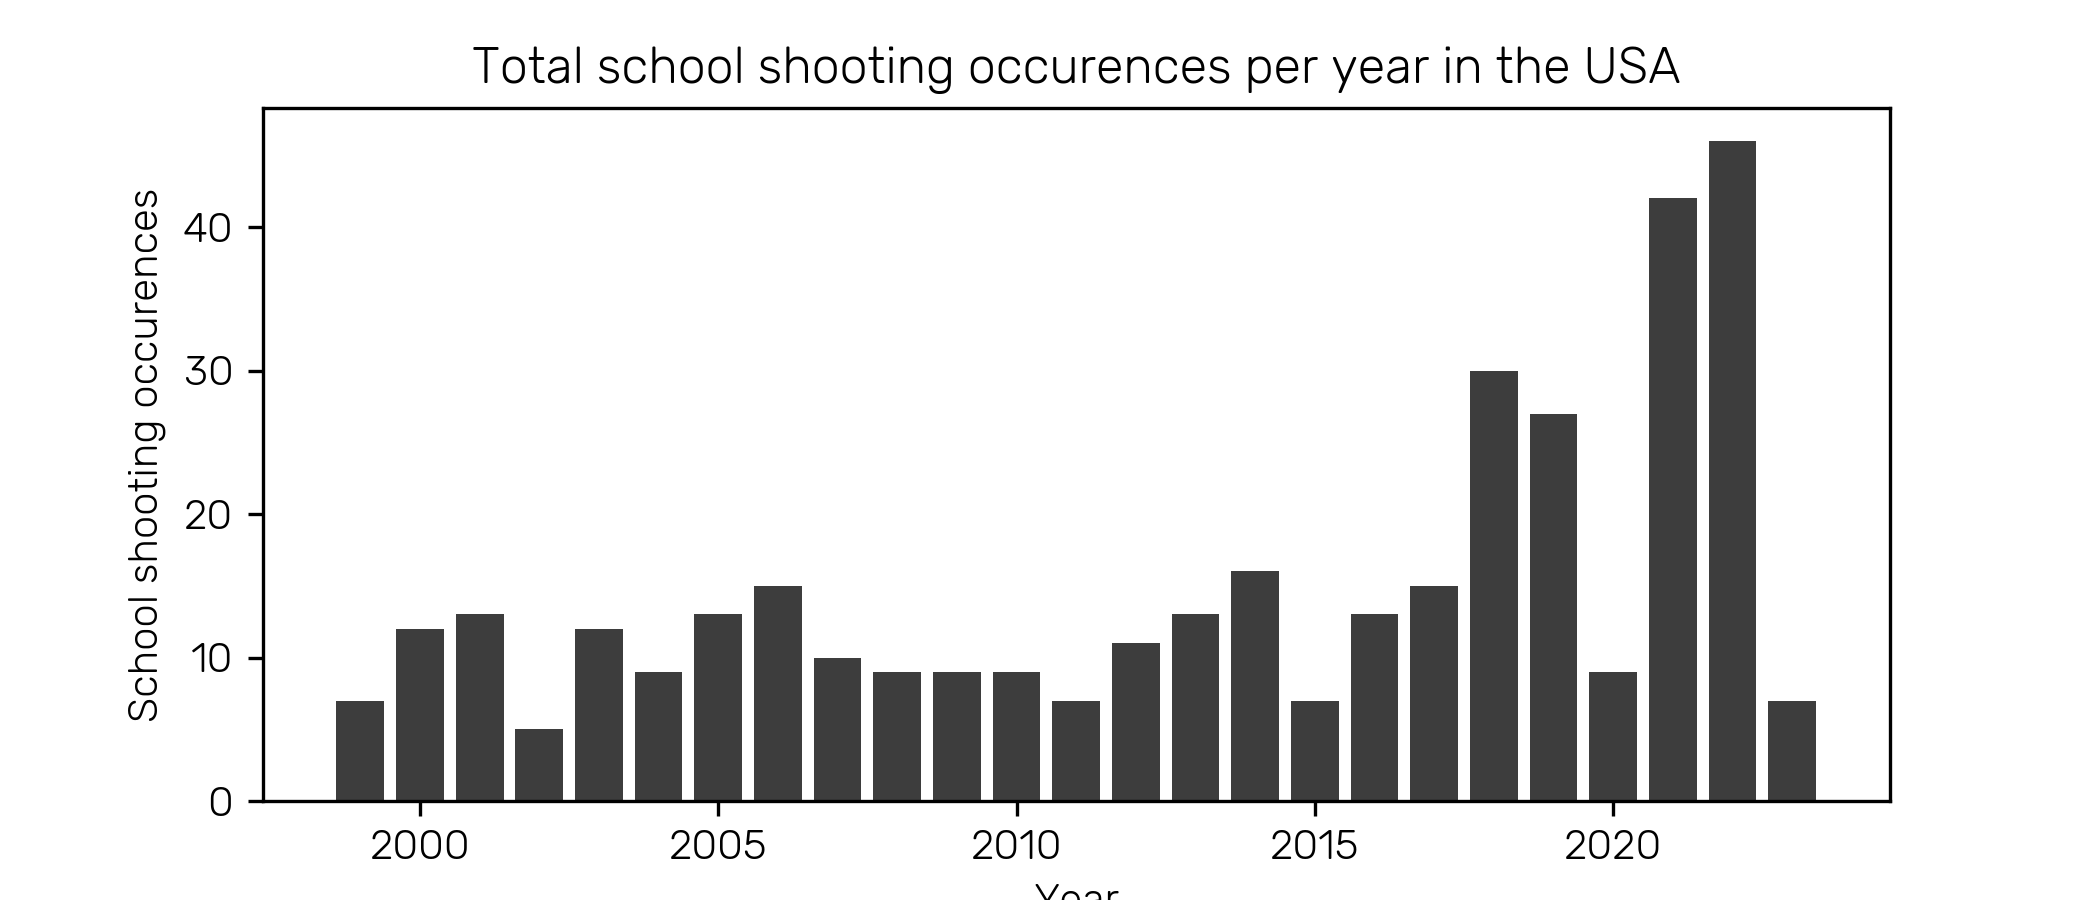 Total school shooting occurences per year in the USA
School shooting occurences
40
30
20
10
0
2000 2005 2010 2015 2020
Year